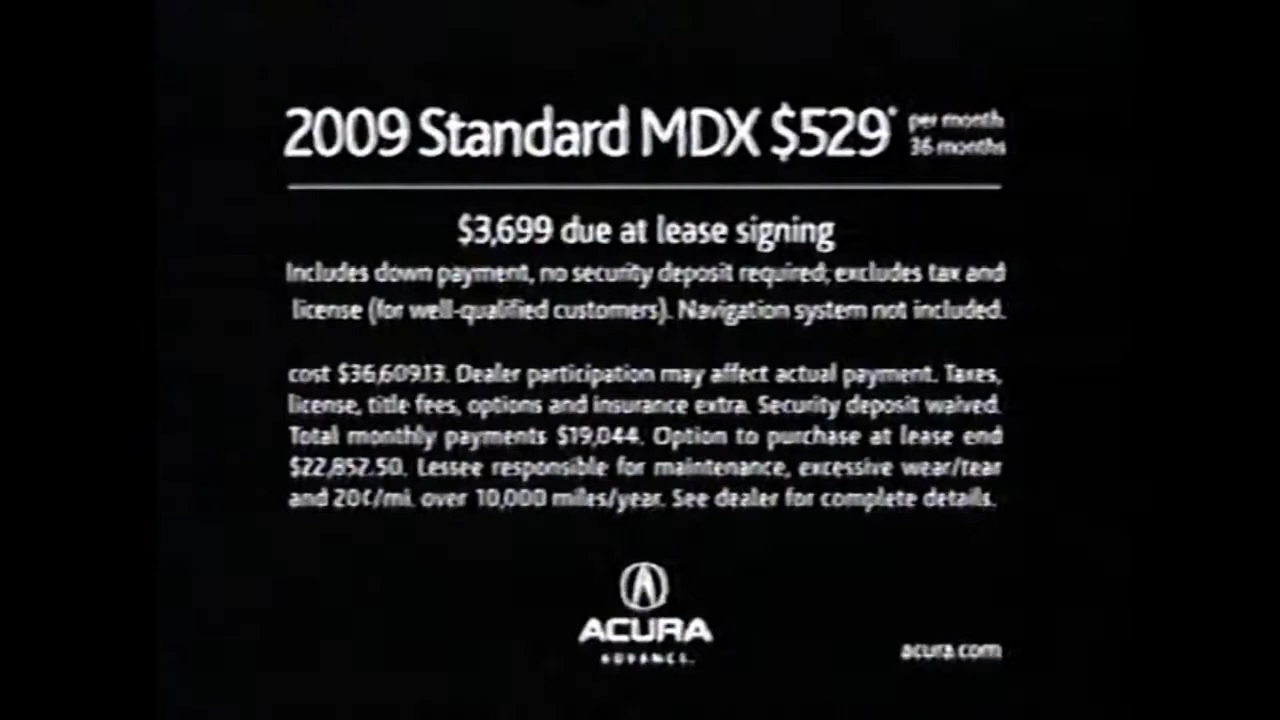 2009 Standard MDX $529* per month
36 months
$3,699 due at lease signing
Includes down payment, no security deposit required; excludes tax and
license (for well-qualified customers). Navigation system not included.
cost $36,609.13. Dealer participation may affect actual payment. Taxes,
license, title fees, options and insurance extra. Security deposit waived.
Total monthly payments $19,044. Option to purchase at lease end
$22,857.50. Lessee responsible for maintenance, excessive wear/tear
and 20¢/mi. over 10,000 miles/year. See dealer for complete details.
ACURA
ADVANCE.
acura.com